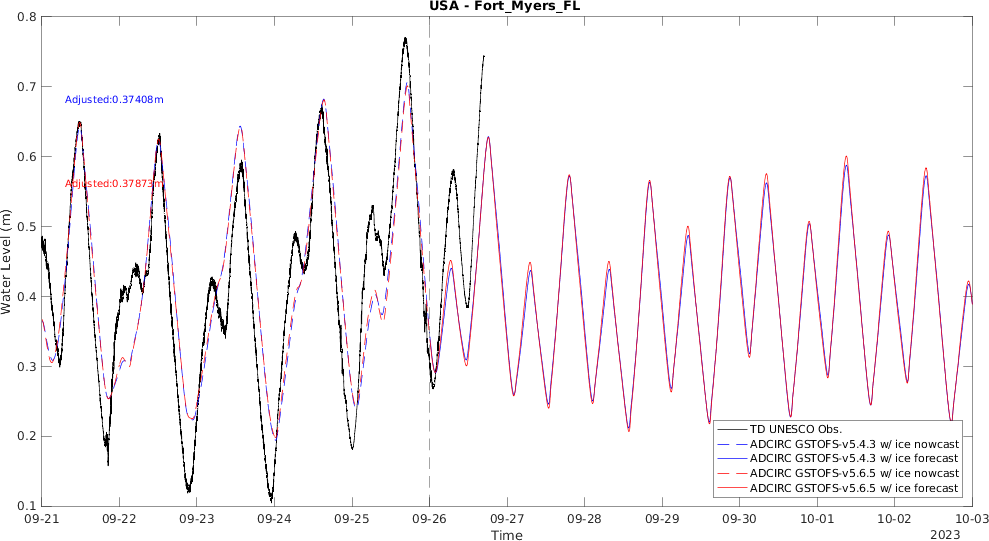 USA - Fort_Myers_FL
0.8
0.7
0.6
0.5
0.4
0.3
0.2
0.1
Water Level (m)
Adjusted:0.37408m
Adjusted:0.37873m
TD UNESCO Obs.
ADCIRC GSTOFS-v5.4.3 w/ ice nowcast
ADCIRC GSTOFS-v5.4.3 w/ ice forecast
ADCIRC GSTOFS-v5.6.5 w/ ice nowcast
ADCIRC GSTOFS-v5.6.5 w/ ice forecast
09-21 09-22 09-23 09-24 09-25 09-26 09-27 09-28 09-29 09-30 10-01 10-02 10-03
Time
2023